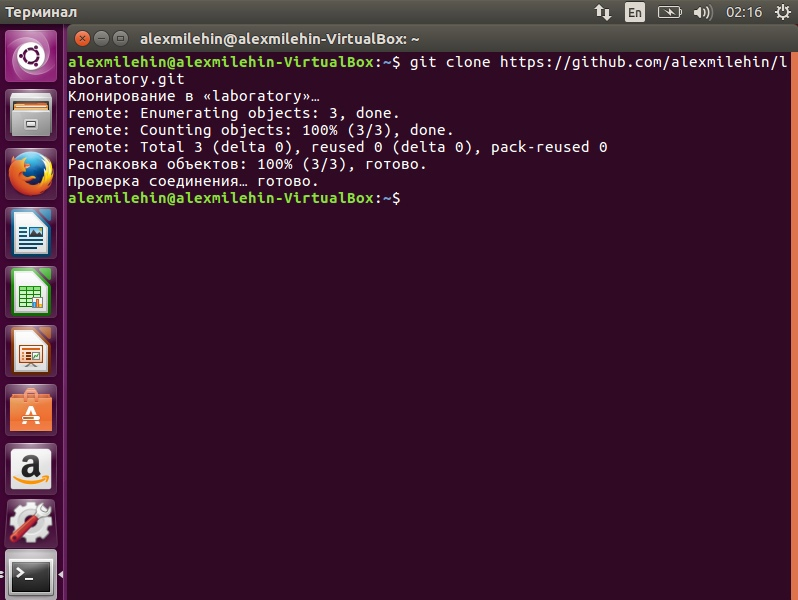 Терминал
En
02:16
alexmilehin@alexmilehin-VirtualBox: ~
alexmilehin@alexmilehin-VirtualBox:~$ git clone https://github.com/alexmilehin/l
aboratory.git
Клонирование в «laboratory»…
remote: Enumerating objects: 3, done.
remote: Counting objects: 100% (3/3), done.
remote: Total 3 (delta 0), reused 0 (delta 0), pack-reused 0
Распаковка объектов: 100% (3/3), готово.
Проверка соединения… готово.
alexmilehin@alexmilehin-VirtualBox:~$